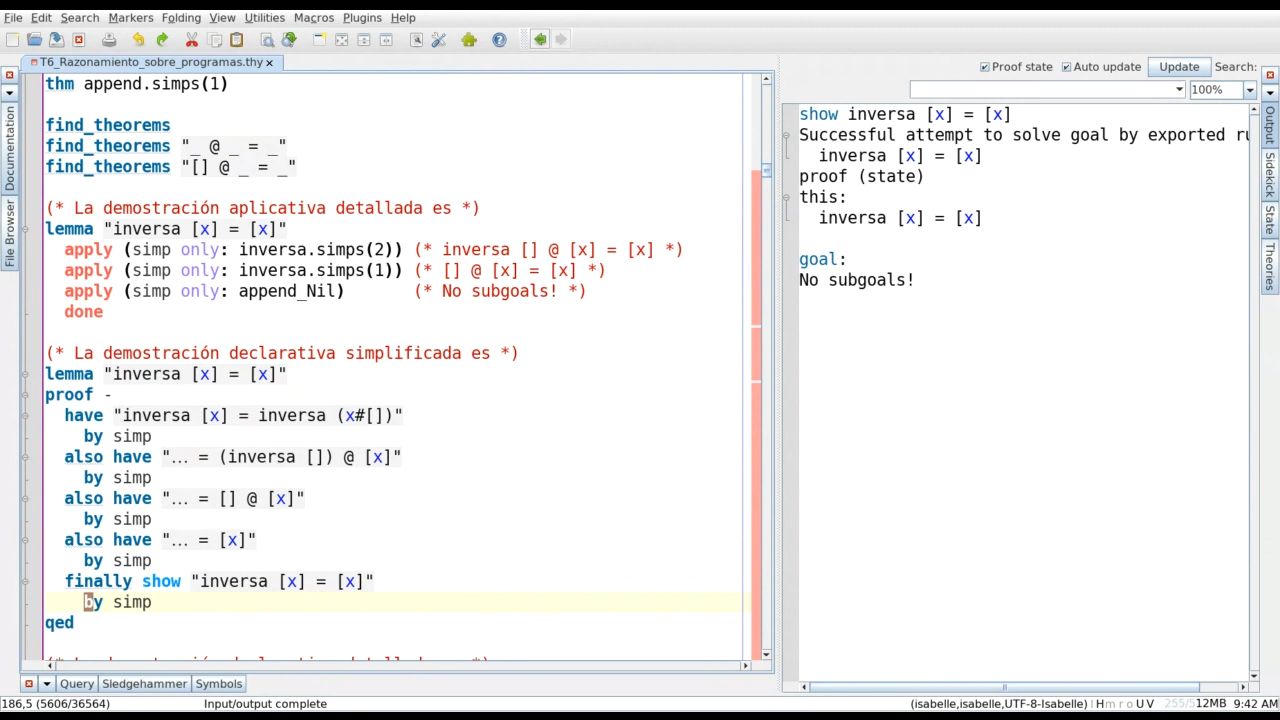 File Edit Search Markers Folding View Utilities Macros Plugins Help
T6_Razonamiento_sobre_programas.thy
thm append.simps(1)
find_theorems
find_theorems "_ @ _ = _"
find_theorems "[] @ _ = _"
(* La demostración aplicativa detallada es *)
lemma "inversa [x] = [x]"
apply (simp only: inversa.simps(2)) (* inversa [] @ [x] = [x] *)
apply (simp only: inversa.simps(1)) (* [] @ [x] = [x] *)
apply (simp only: append_Nil) (* No subgoals! *)
done
(* La demostración declarativa simplificada es *)
lemma "inversa [x] = [x]"
proof -
have "inversa [x] = inversa (x#[])"
by simp
also have "... = (inversa []) @ [x]"
by simp
also have "... = [] @ [x]"
by simp
also have "... = [x]"
by simp
finally show "inversa [x] = [x]"
by simp
qed
Documentation
File Browser
Proof state Auto update Update Search:
100%
show inversa [x] = [x]
Successful attempt to solve goal by exported
inversa [x] = [x]
proof (state)
this:
inversa [x] = [x]
goal:
No subgoals!
Output
Sidekick
State
Theories
Query Sledgehammer Symbols
186,5 (5606/36564) Input/output complete (isabelle,isabelle,UTF-8-Isabelle) 9:42 AM